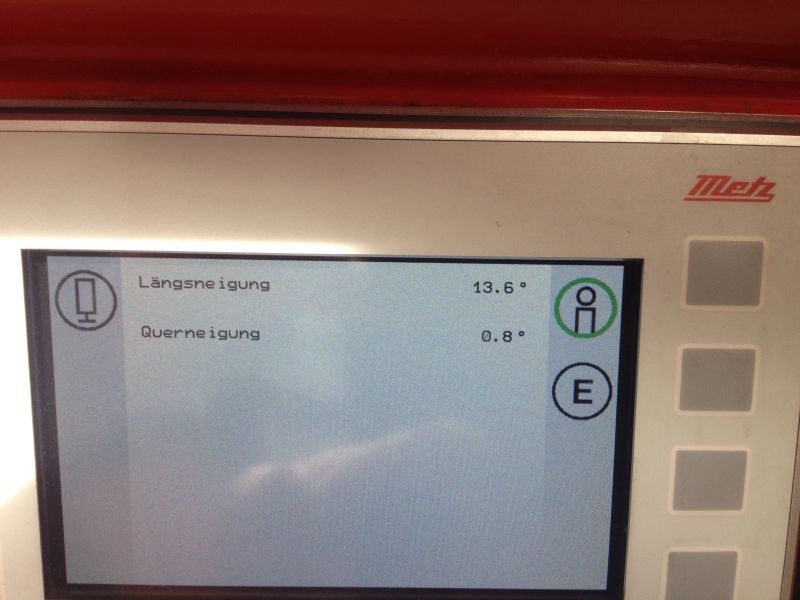 Metz
Längsneigung 13.6°
Querneigung 0.8°
E